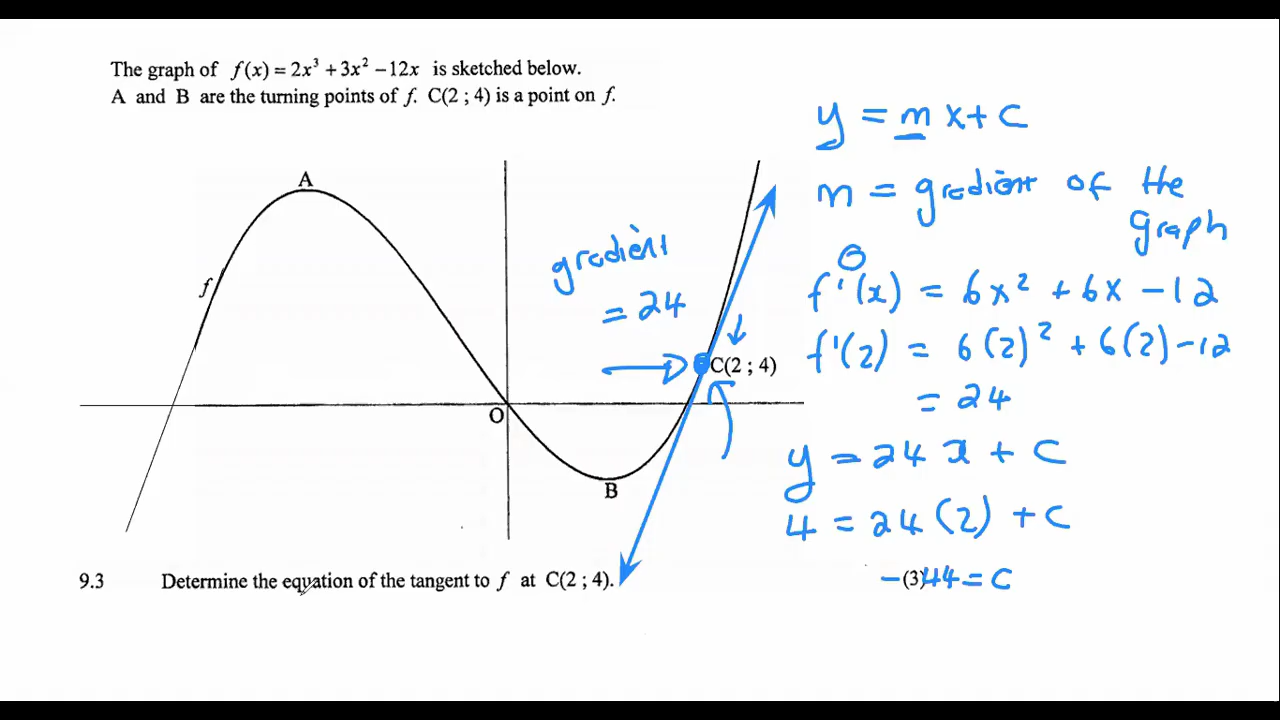 The graph of f(x) = 2x³ + 3x² − 12x is sketched below.
A and B are the turning points of f. C(2 ; 4) is a point on f.
A
f
O
B
C(2 ; 4)
gradient
= 24
y = mx + c
m = gradient of the
graph
f'(x) = 6x² + 6x − 12
f'(2) = 6(2)² + 6(2) − 12
= 24
y = 24x + c
4 = 24(2) + c
−44 = c
9.3 Determine the equation of the tangent to f at C(2 ; 4).
(3)